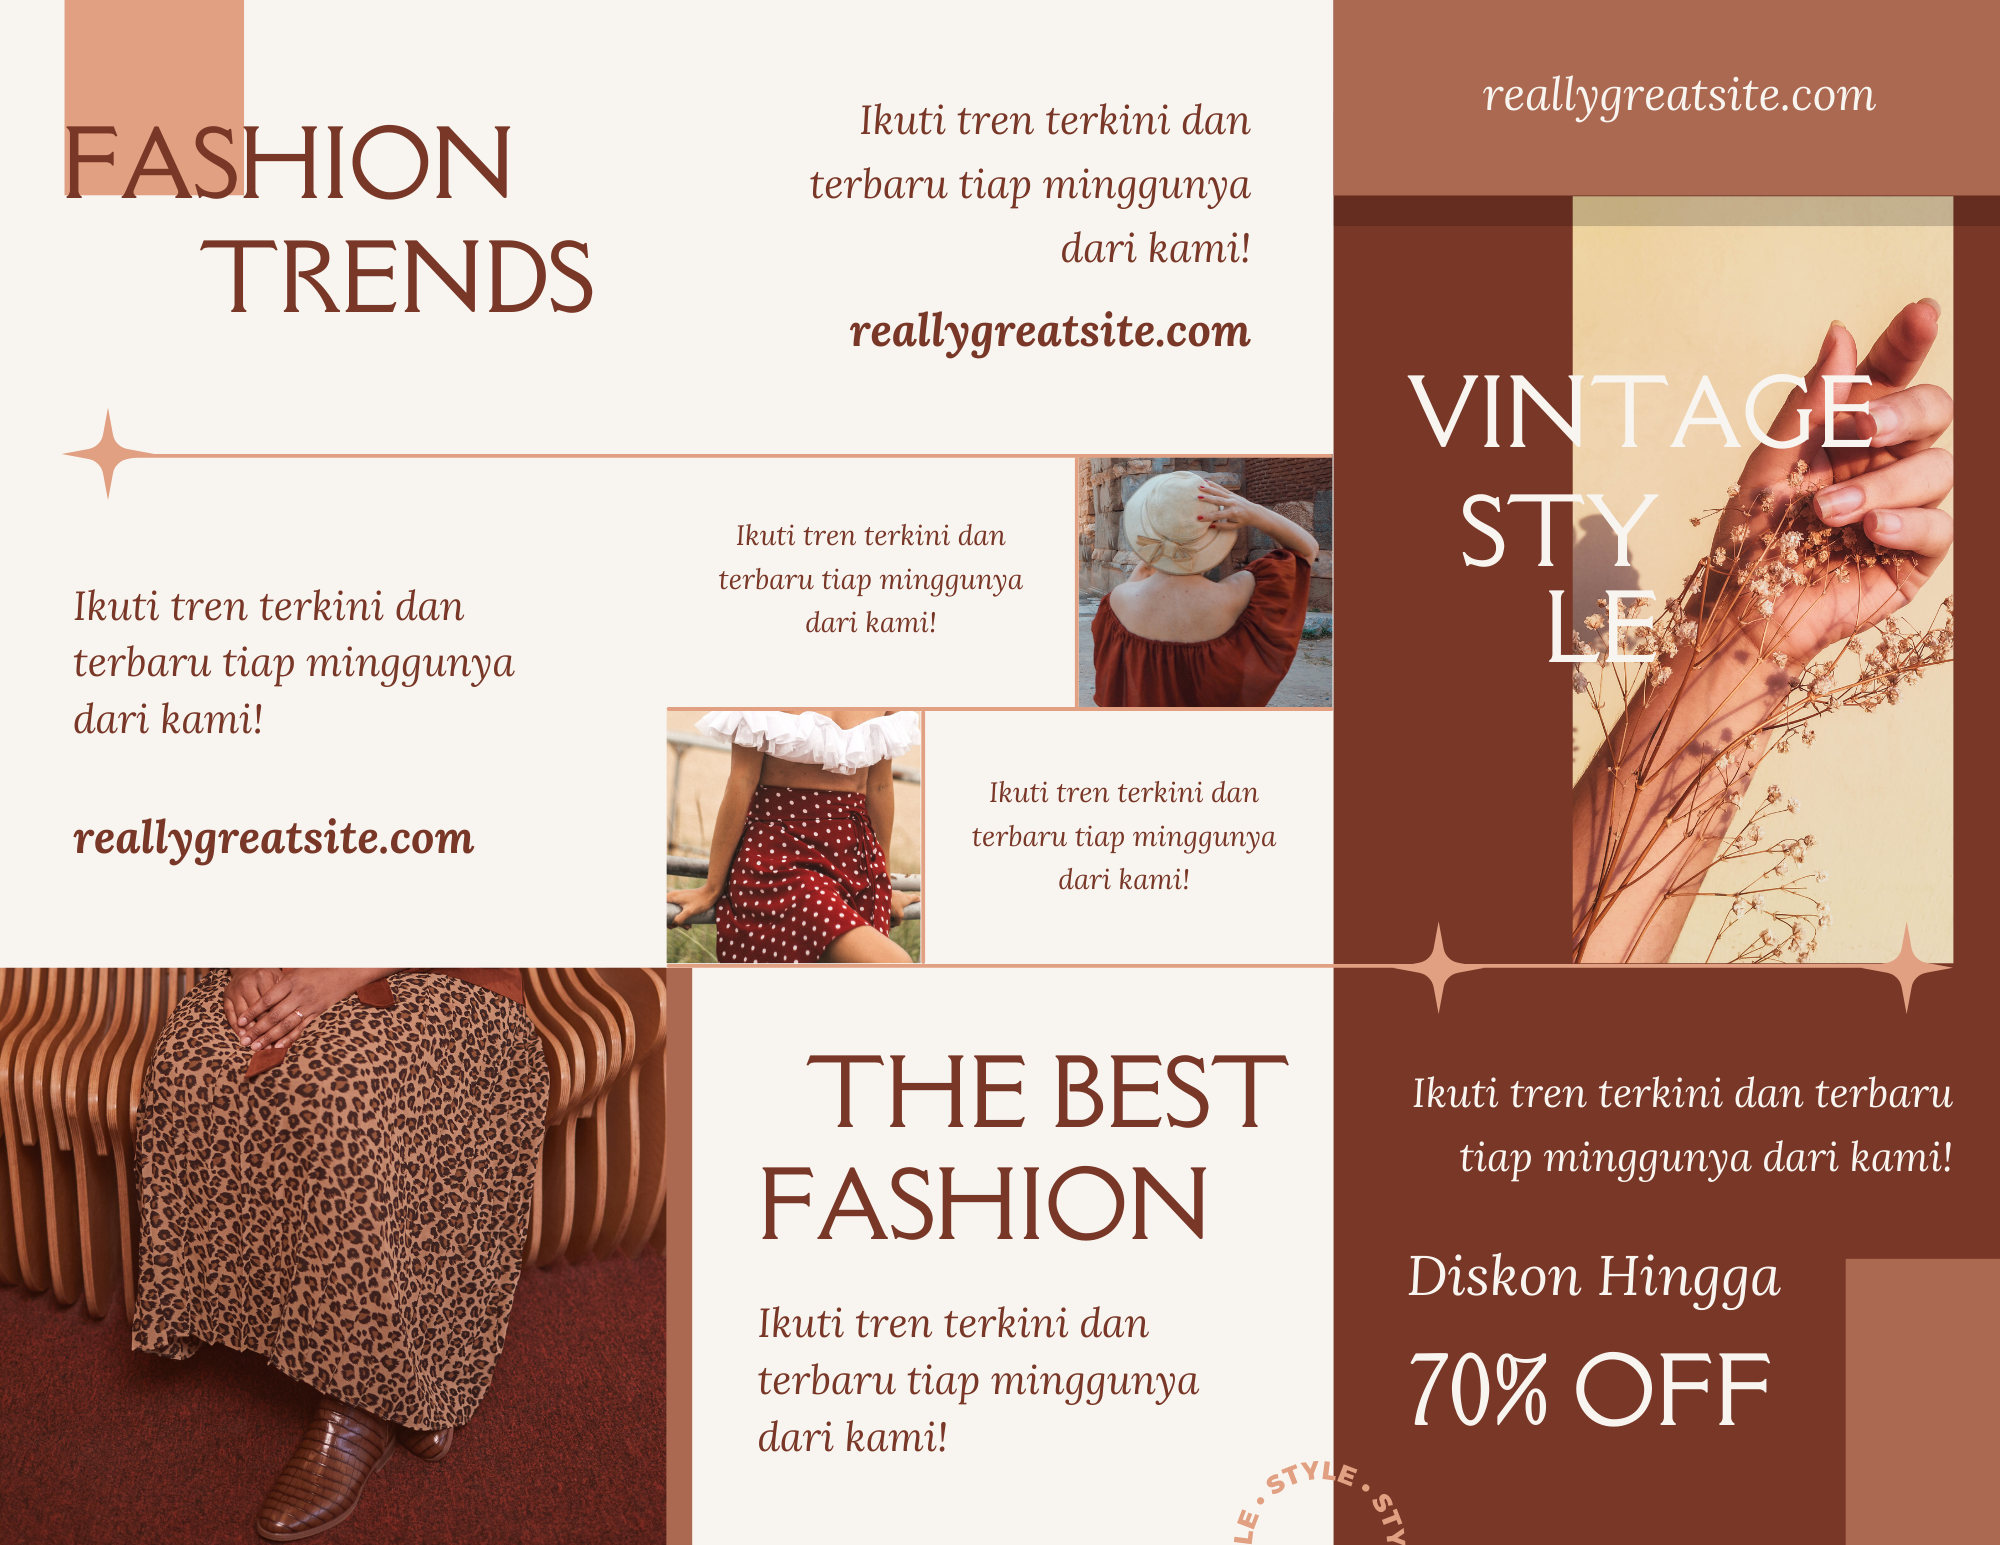 FASHION
TRENDS
Ikuti tren terkini dan
terbaru tiap minggunya
dari kami!
reallygreatsite.com
Ikuti tren terkini dan
terbaru tiap minggunya
dari kami!
reallygreatsite.com
Ikuti tren terkini dan
terbaru tiap minggunya
dari kami!
Ikuti tren terkini dan
terbaru tiap minggunya
dari kami!
THE BEST
FASHION
Ikuti tren terkini dan
terbaru tiap minggunya
dari kami!
LE • STYLE • STY
reallygreatsite.com
VINTAGE
STY
LE
Ikuti tren terkini dan terbaru
tiap minggunya dari kami!
Diskon Hingga
70% OFF